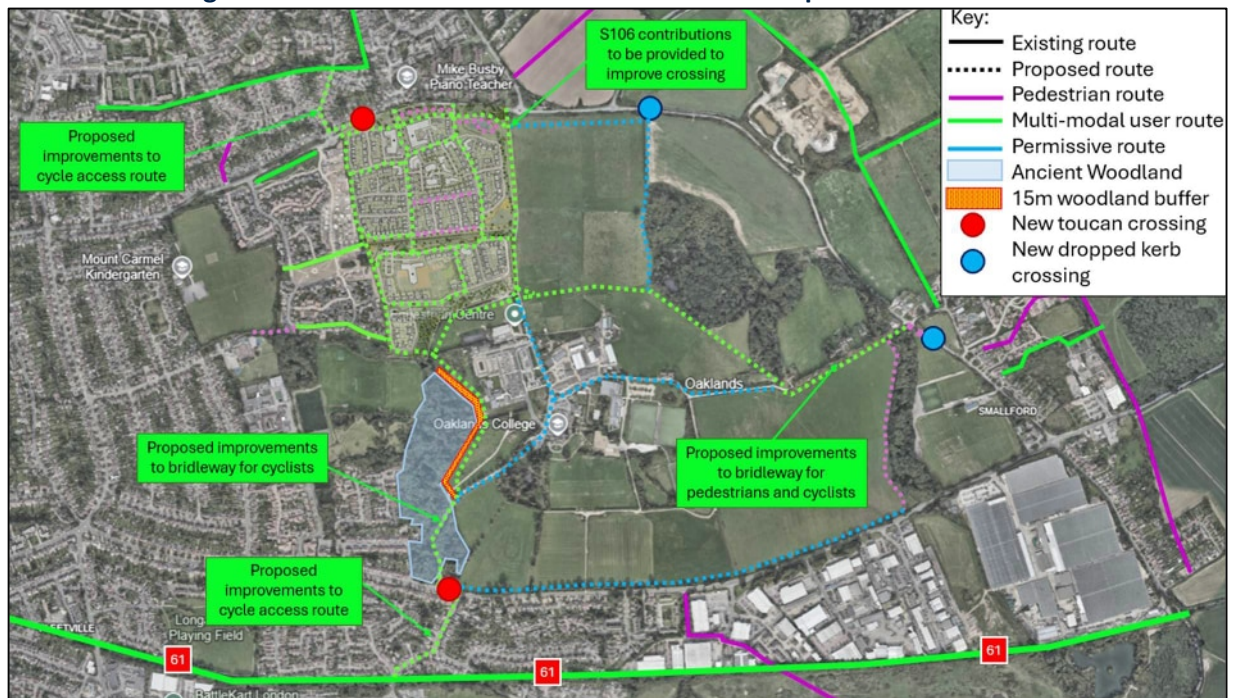 Key:
Existing route
Proposed route
Pedestrian route
Multi-modal user route
Permissive route
Ancient Woodland
15m woodland buffer
New toucan crossing
New dropped kerb
crossing
S106 contributions
to be provided to
improve crossing
Mike Busby
Piano Teacher
Proposed
improvements to
cycle access route
Mount Carmel
Kindergarten
Centre
Oaklands
SMALLFORD
Oaklands College
Proposed improvements
to bridleway for cyclists
Proposed
improvements to
bridleway for
pedestrians and cyclists
Proposed
improvements to
cycle access route
Playing Field
61
61
61
BattleKart London